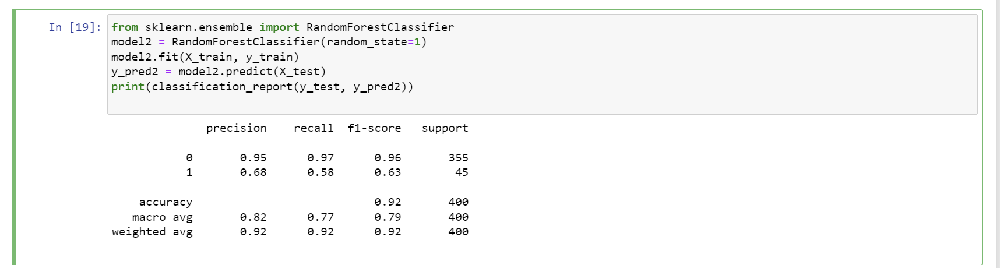 In [19]: from sklearn.ensemble import RandomForestClassifier
model2 = RandomForestClassifier(random_state=1)
model2.fit(X_train, y_train)
y_pred2 = model2.predict(X_test)
print(classification_report(y_test, y_pred2))
precision recall f1-score support
0 0.95 0.97 0.96 355
1 0.68 0.58 0.63 45
accuracy 0.92 400
macro avg 0.82 0.77 0.79 400
weighted avg 0.92 0.92 0.92 400